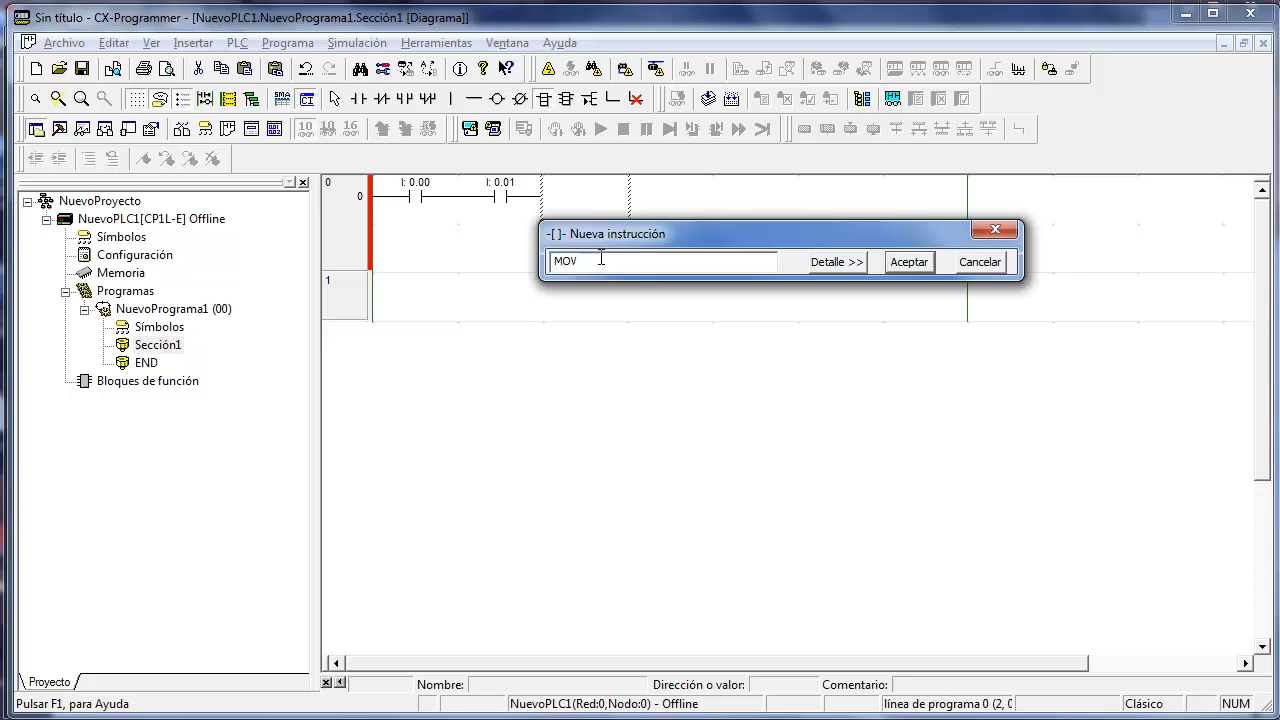 Sin título - CX-Programmer - [NuevoPLC1.NuevoPrograma1.Sección1 [Diagrama]]
Archivo Editar Ver Insertar PLC Programa Simulación Herramientas Ventana Ayuda
NuevoProyecto
NuevoPLC1[CP1L-E] Offline
Símbolos
Configuración
Memoria
Programas
NuevoPrograma1 (00)
Símbolos
Sección1
END
Bloques de función
Proyecto
0
0
I: 0.00
I: 0.01
1
-[ ]- Nueva instrucción
MOV
Detalle >>
Aceptar
Cancelar
Nombre:
Dirección o valor:
Comentario:
Pulsar F1, para Ayuda
NuevoPLC1(Red:0,Nodo:0) - Offline
línea de programa 0 (2, 0
Clásico
NUM